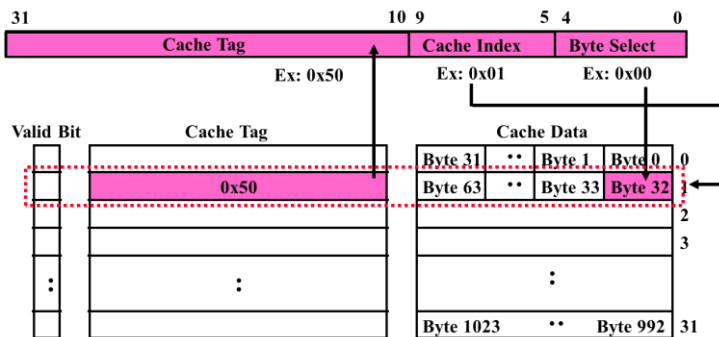 31 10 9 5 4 0
Cache Tag Cache Index Byte Select
Ex: 0x50 Ex: 0x01 Ex: 0x00
Valid Bit Cache Tag Cache Data
Byte 31 •• Byte 1 Byte 0 0
0x50 Byte 63 •• Byte 33 Byte 32 1
2
3
: : :
Byte 1023 •• Byte 992 31